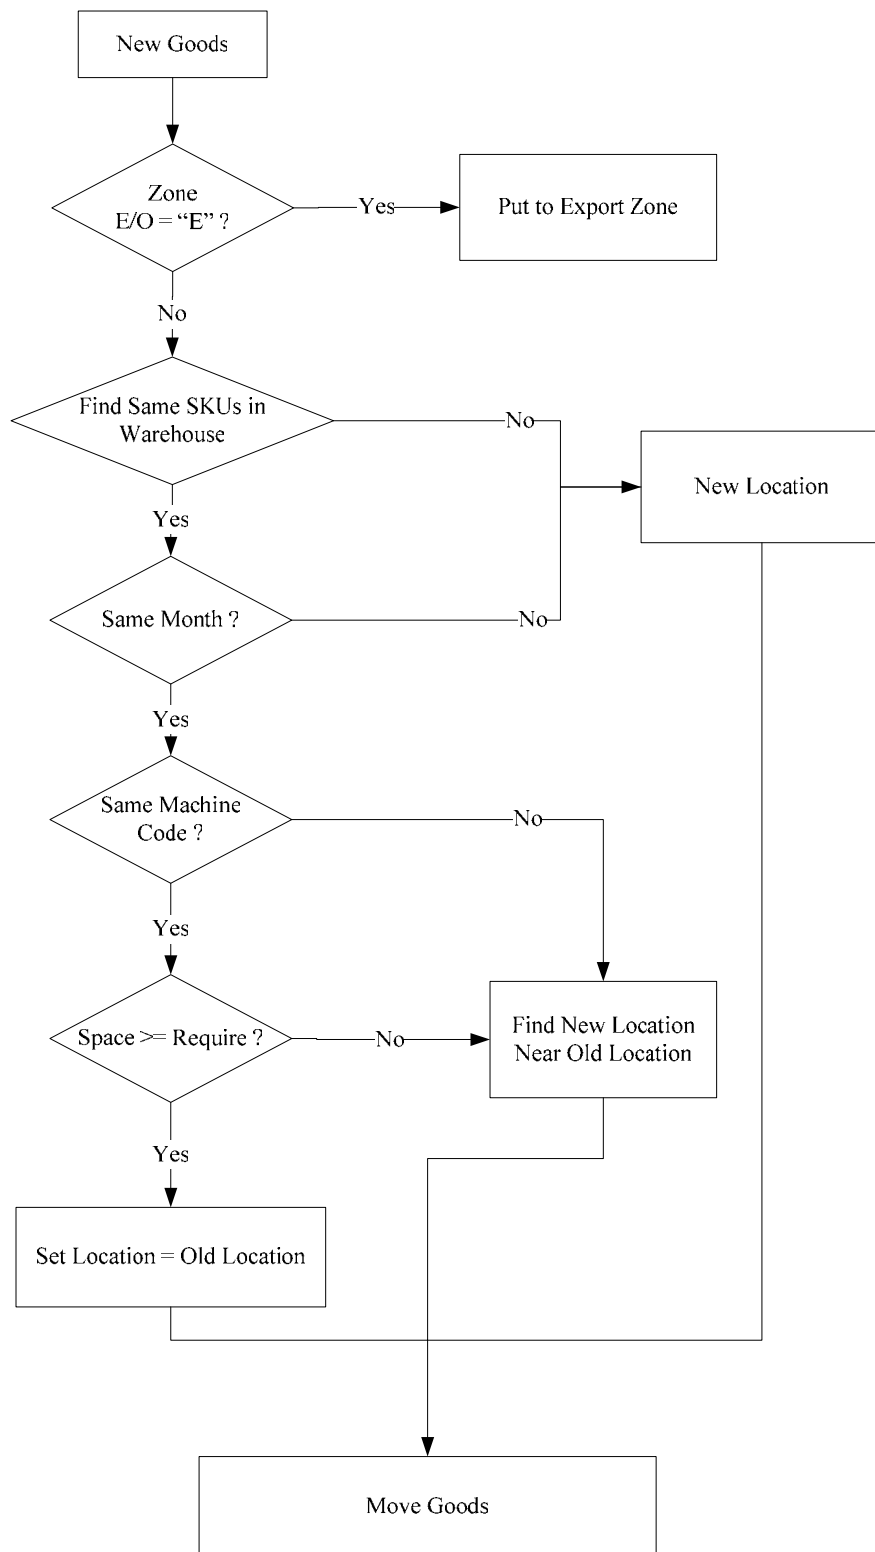 New Goods
Zone
E/O = “E” ?
Yes
Put to Export Zone
No
Find Same SKUs in
Warehouse
No
New Location
Yes
Same Month ?
No
Yes
Same Machine
Code ?
No
Yes
Space >= Require ?
No
Find New Location
Near Old Location
Yes
Set Location = Old Location
Move Goods